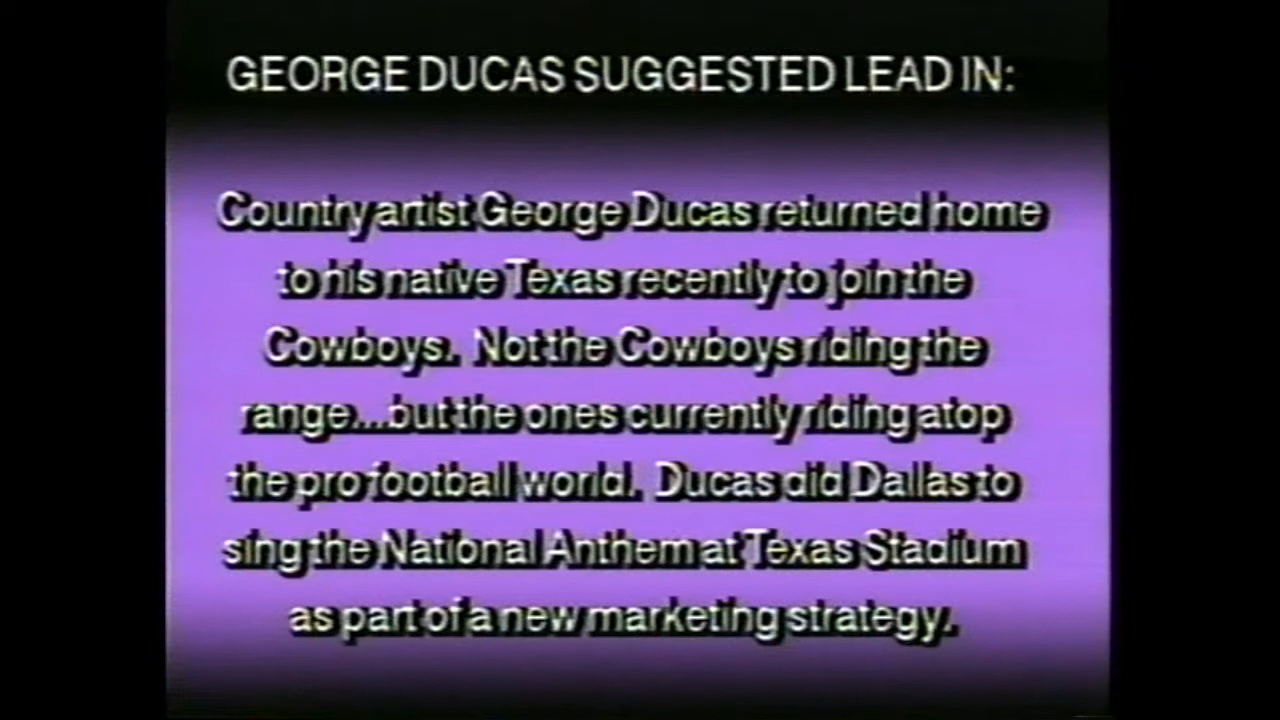 GEORGE DUCAS SUGGESTED LEAD IN:
Country artist George Ducas returned home
to his native Texas recently to join the
Cowboys. Not the Cowboys riding the
range...but the ones currently riding atop
the pro football world. Ducas did Dallas to
sing the National Anthem at Texas Stadium
as part of a new marketing strategy.